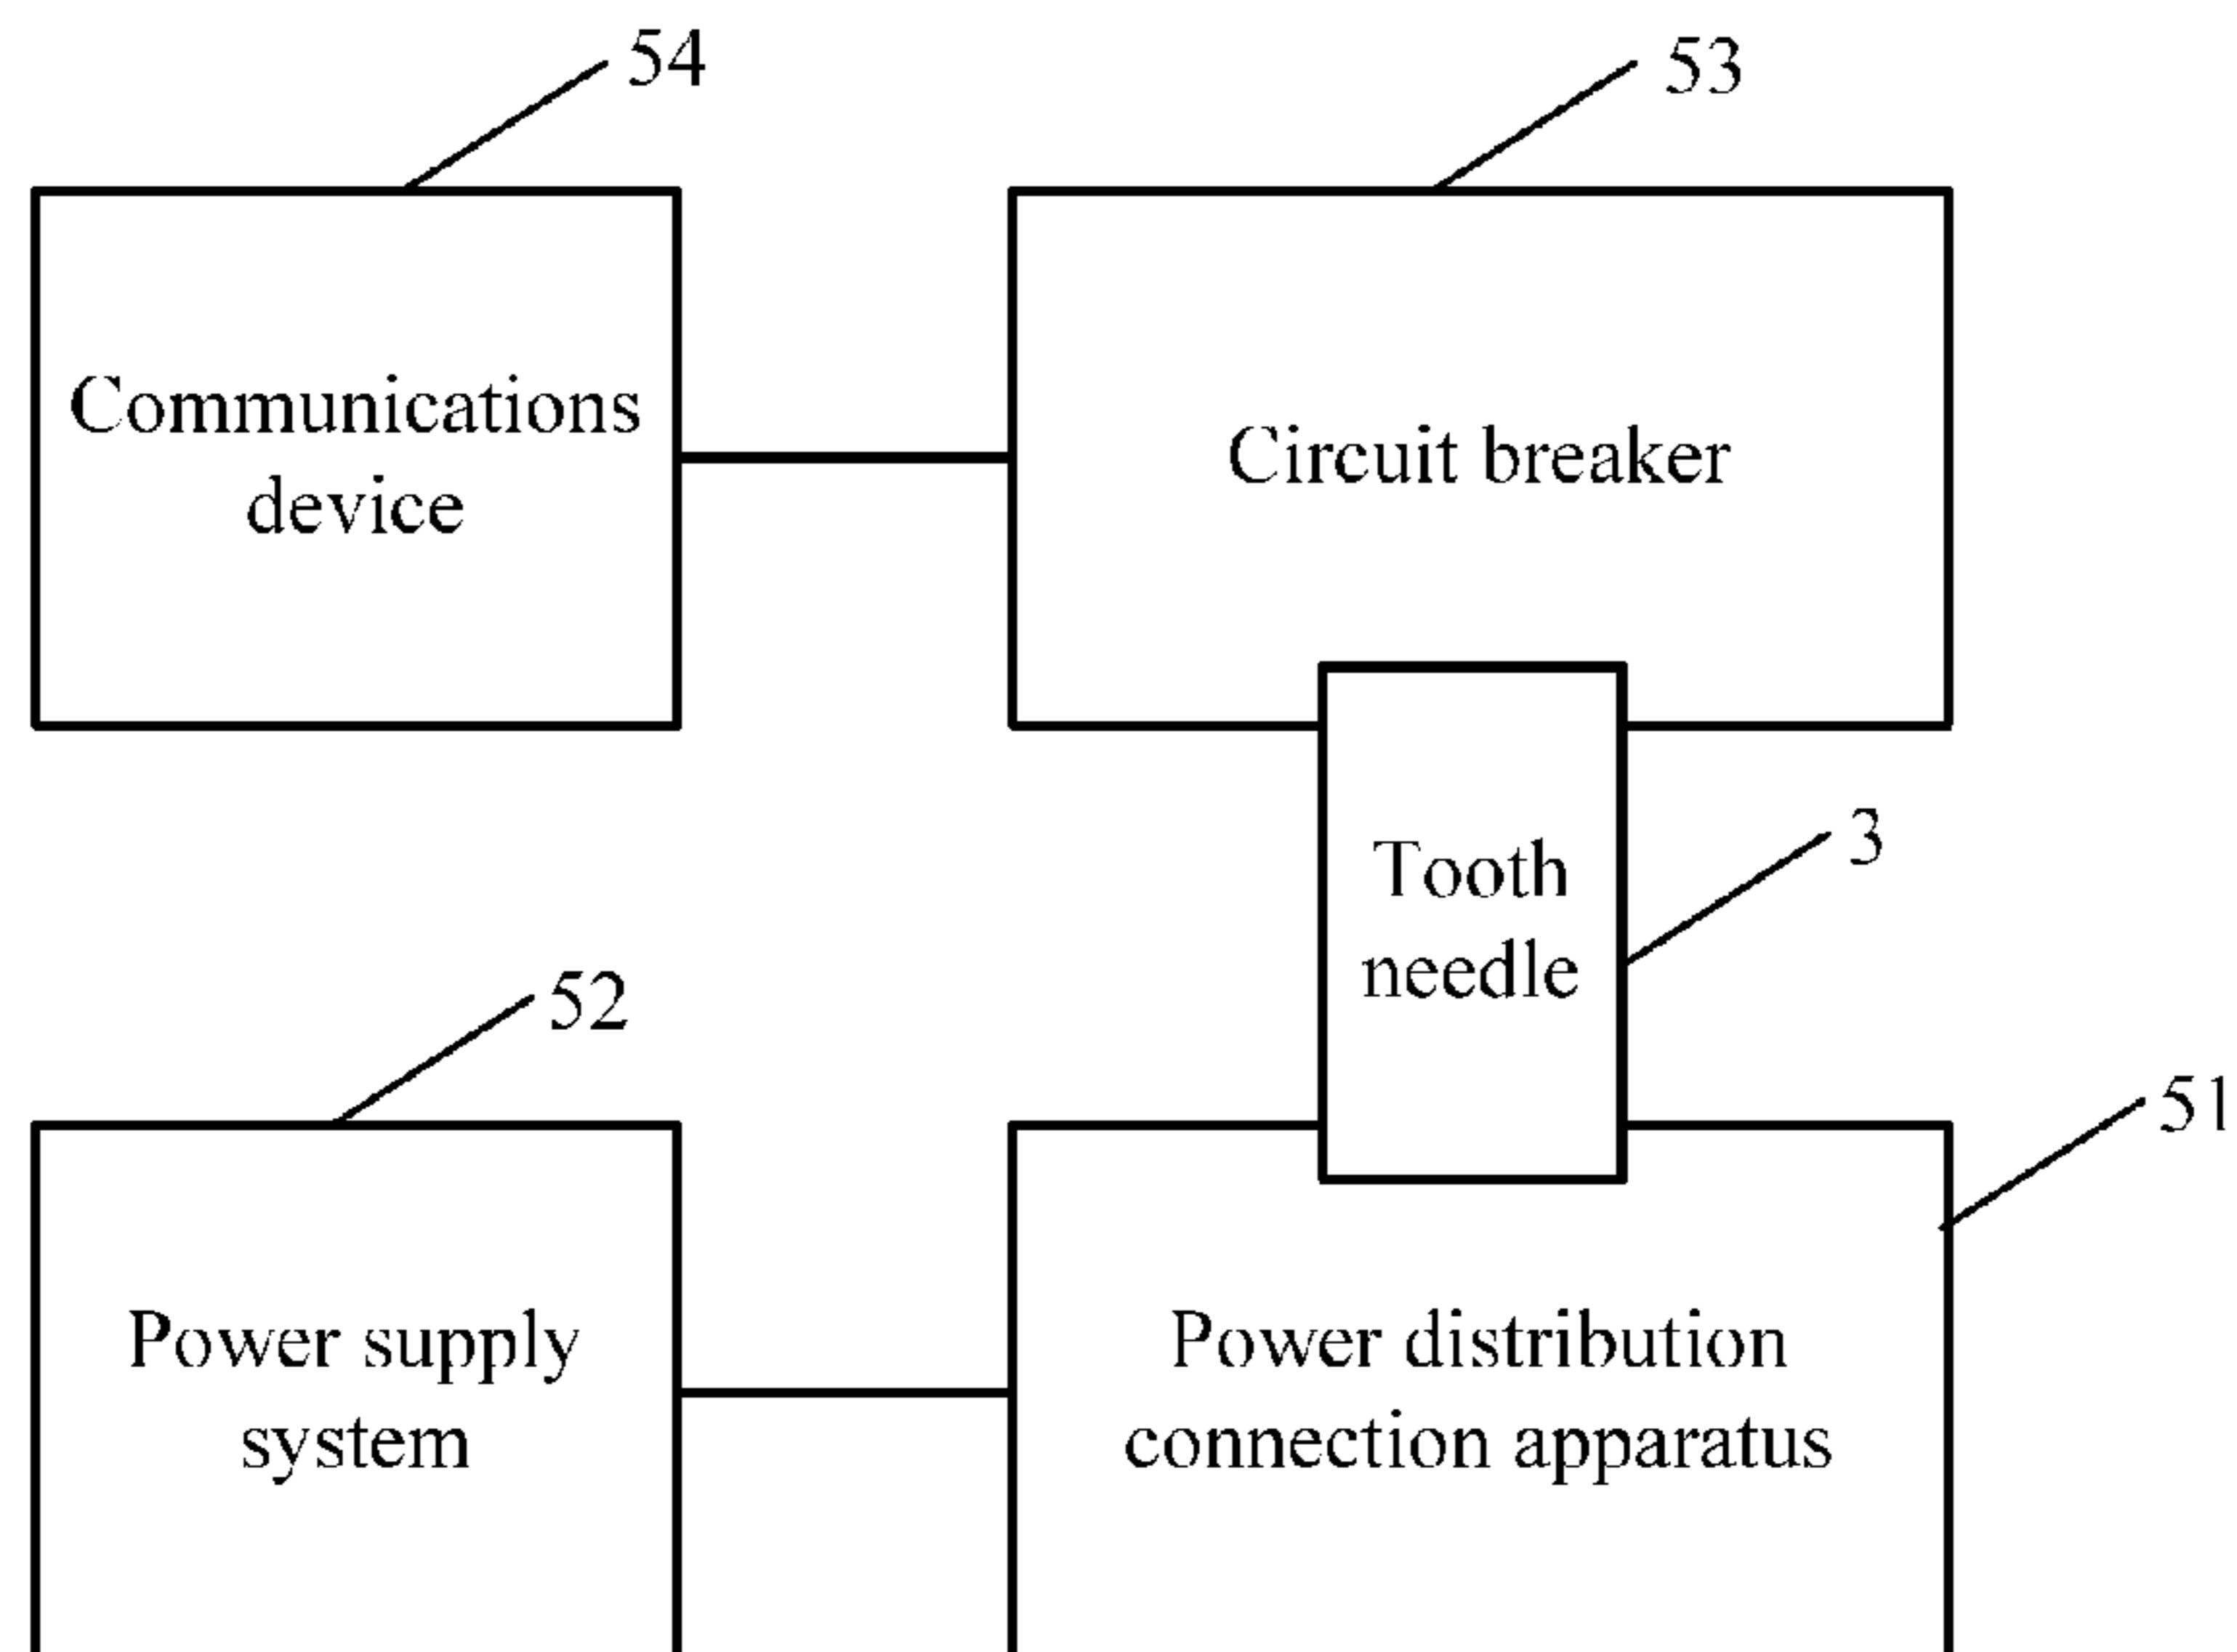 54
53
Communications
device
Circuit breaker
Tooth
needle
3
52
51
Power supply
system
Power distribution
connection apparatus